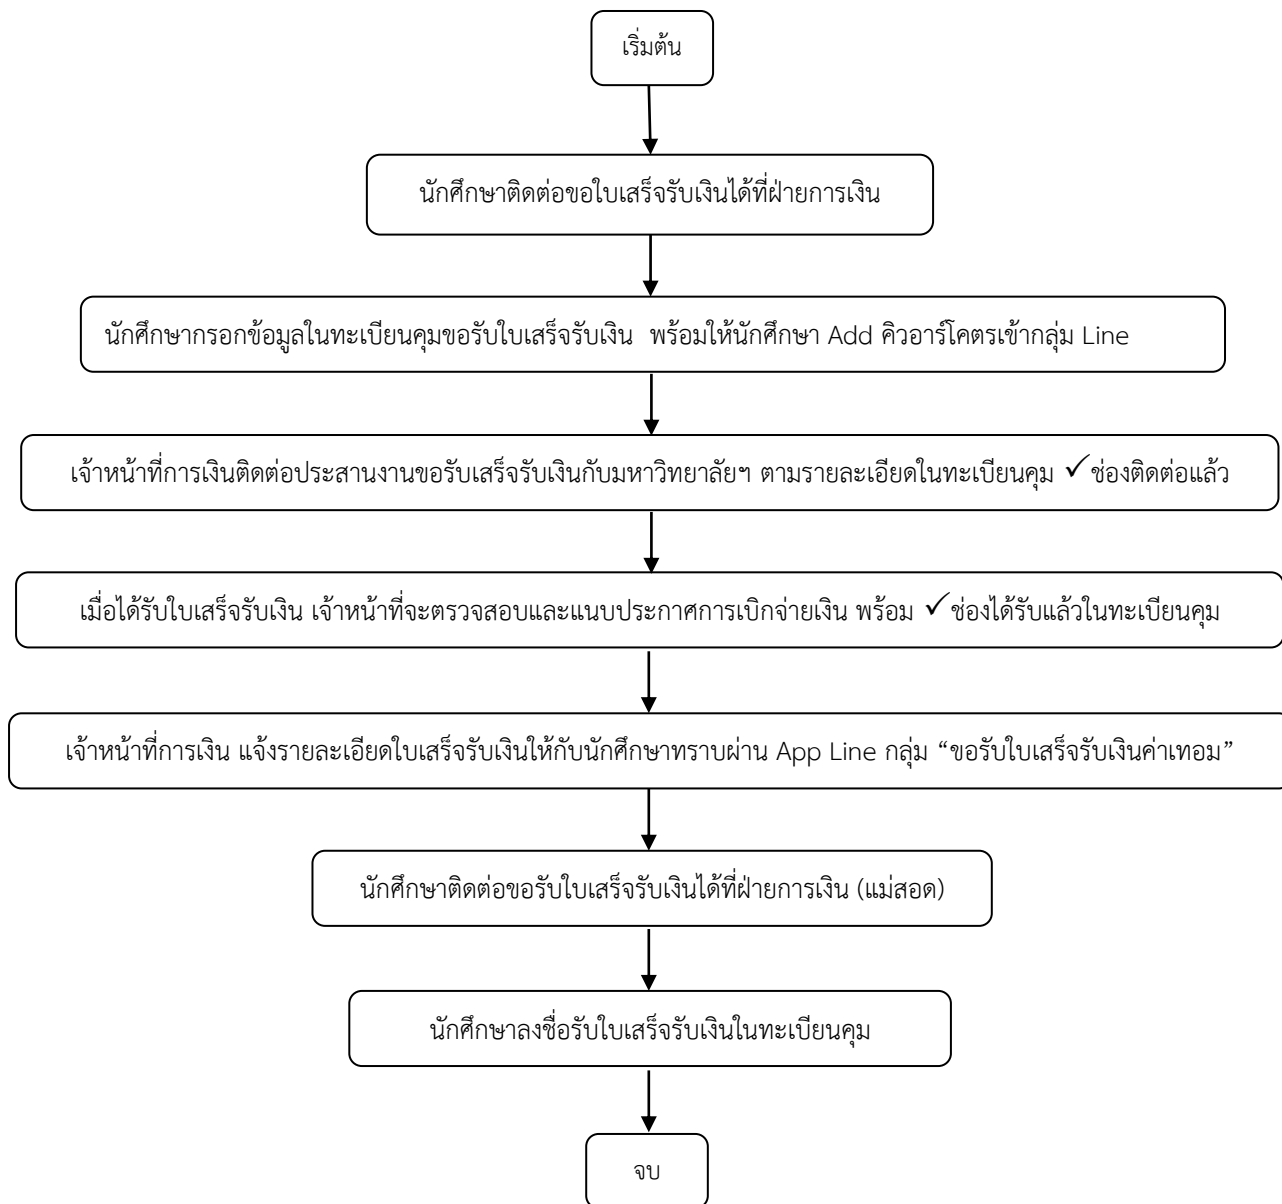 เริ่มต้น
นักศึกษาติดต่อขอใบเสร็จรับเงินได้ที่ฝ่ายการเงิน
นักศึกษากรอกข้อมูลในทะเบียนคุมขอรับใบเสร็จรับเงิน พร้อมให้นักศึกษา Add คิวอาร์โคตรเข้ากลุ่ม Line
เจ้าหน้าที่การเงินติดต่อประสานงานขอรับเสร็จรับเงินกับมหาวิทยาลัยฯ ตามรายละเอียดในทะเบียนคุม ✓ช่องติดต่อแล้ว
เมื่อได้รับใบเสร็จรับเงิน เจ้าหน้าที่จะตรวจสอบและแนบประกาศการเบิกจ่ายเงิน พร้อม ✓ช่องได้รับแล้วในทะเบียนคุม
เจ้าหน้าที่การเงิน แจ้งรายละเอียดใบเสร็จรับเงินให้กับนักศึกษาทราบผ่าน App Line กลุ่ม “ขอรับใบเสร็จรับเงินค่าเทอม”
นักศึกษาติดต่อขอรับใบเสร็จรับเงินได้ที่ฝ่ายการเงิน (แม่สอด)
นักศึกษาลงชื่อรับใบเสร็จรับเงินในทะเบียนคุม
จบ